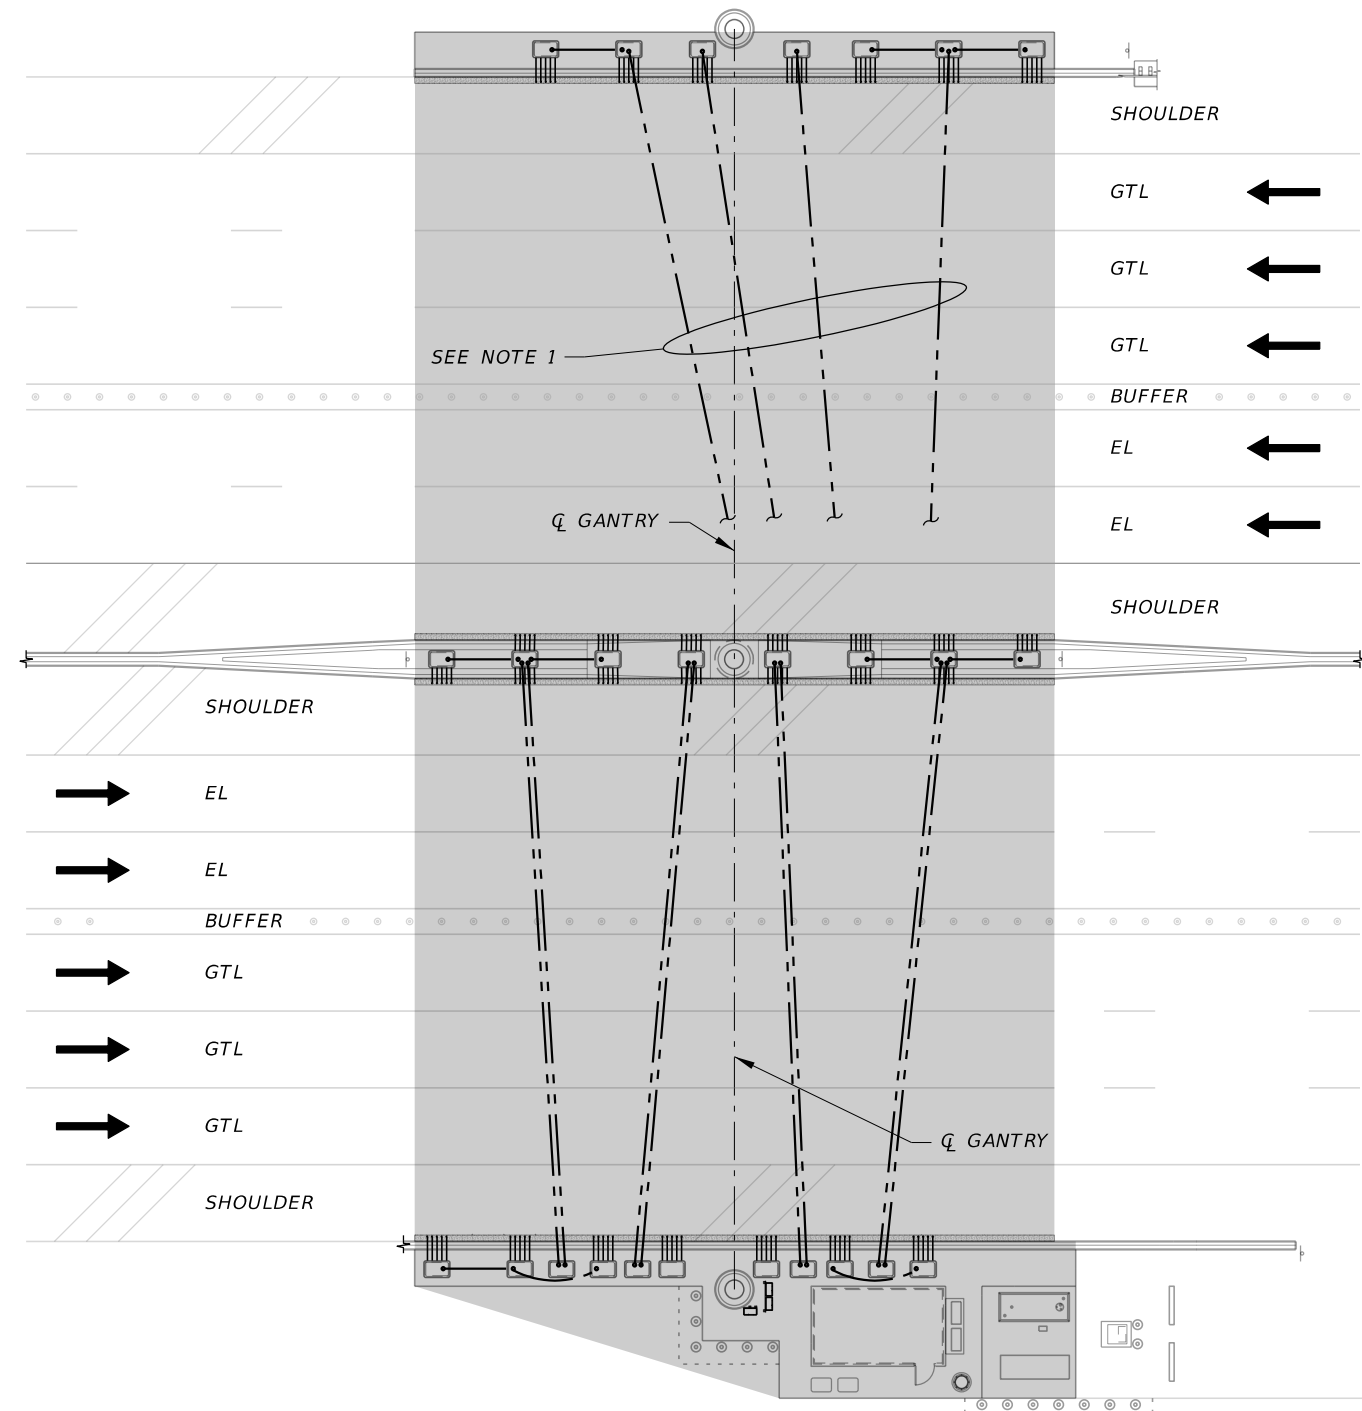 SHOULDER
GTL
GTL
GTL
SEE NOTE 1
BUFFER
EL
℄ GANTRY
EL
SHOULDER
SHOULDER
EL
EL
BUFFER
GTL
GTL
GTL
℄ GANTRY
SHOULDER